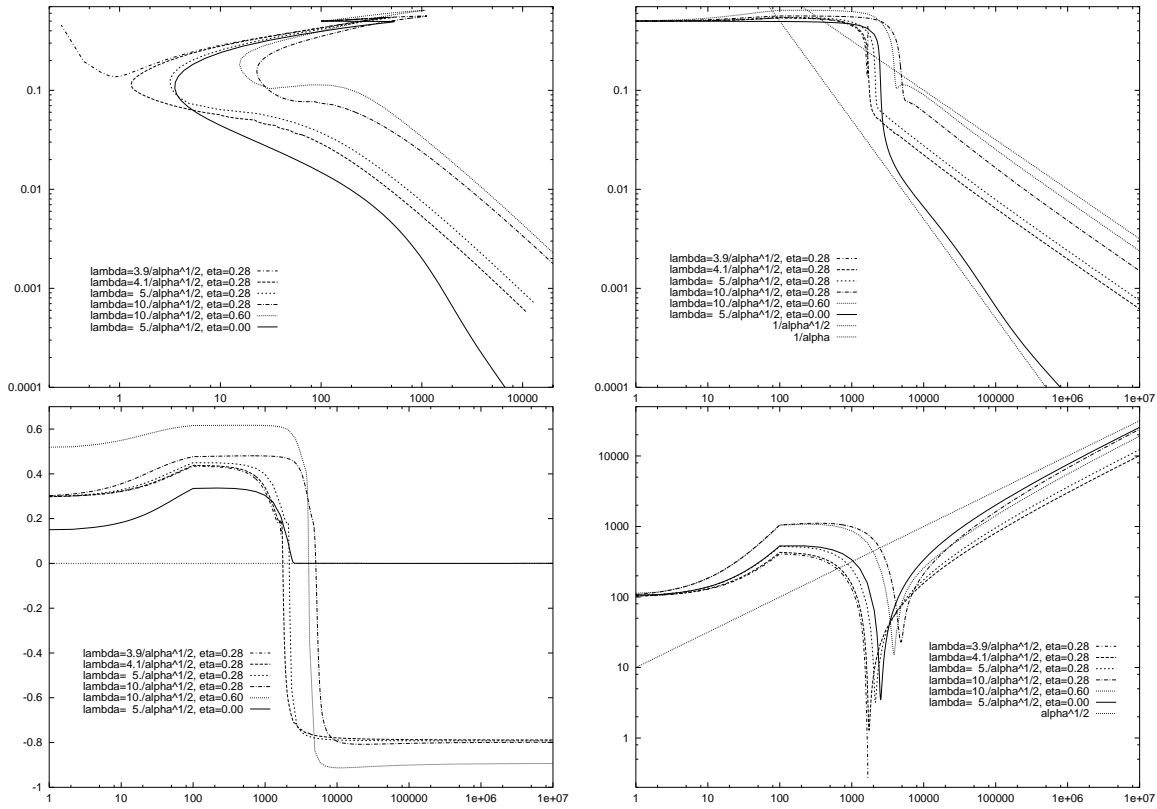 0.1
0.01
0.001
0.0001
lambda=3.9/alpha^1/2, eta=0.28
lambda=4.1/alpha^1/2, eta=0.28
lambda= 5./alpha^1/2, eta=0.28
lambda=10./alpha^1/2, eta=0.28
lambda=10./alpha^1/2, eta=0.60
lambda= 5./alpha^1/2, eta=0.00
1 10 100 1000 10000
0.1
0.01
0.001
0.0001
lambda=3.9/alpha^1/2, eta=0.28
lambda=4.1/alpha^1/2, eta=0.28
lambda= 5./alpha^1/2, eta=0.28
lambda=10./alpha^1/2, eta=0.28
lambda=10./alpha^1/2, eta=0.60
lambda= 5./alpha^1/2, eta=0.00
1/alpha^1/2
1/alpha
1 10 100 1000 10000 100000 1e+06 1e+07
0.6
0.4
0.2
0
-0.2
-0.4
-0.6
-0.8
-1
lambda=3.9/alpha^1/2, eta=0.28
lambda=4.1/alpha^1/2, eta=0.28
lambda= 5./alpha^1/2, eta=0.28
lambda=10./alpha^1/2, eta=0.28
lambda=10./alpha^1/2, eta=0.60
lambda= 5./alpha^1/2, eta=0.00
1 10 100 1000 10000 100000 1e+06 1e+07
10000
1000
100
10
1
lambda=3.9/alpha^1/2, eta=0.28
lambda=4.1/alpha^1/2, eta=0.28
lambda= 5./alpha^1/2, eta=0.28
lambda=10./alpha^1/2, eta=0.28
lambda=10./alpha^1/2, eta=0.60
lambda= 5./alpha^1/2, eta=0.00
alpha^1/2
1 10 100 1000 10000 100000 1e+06 1e+07